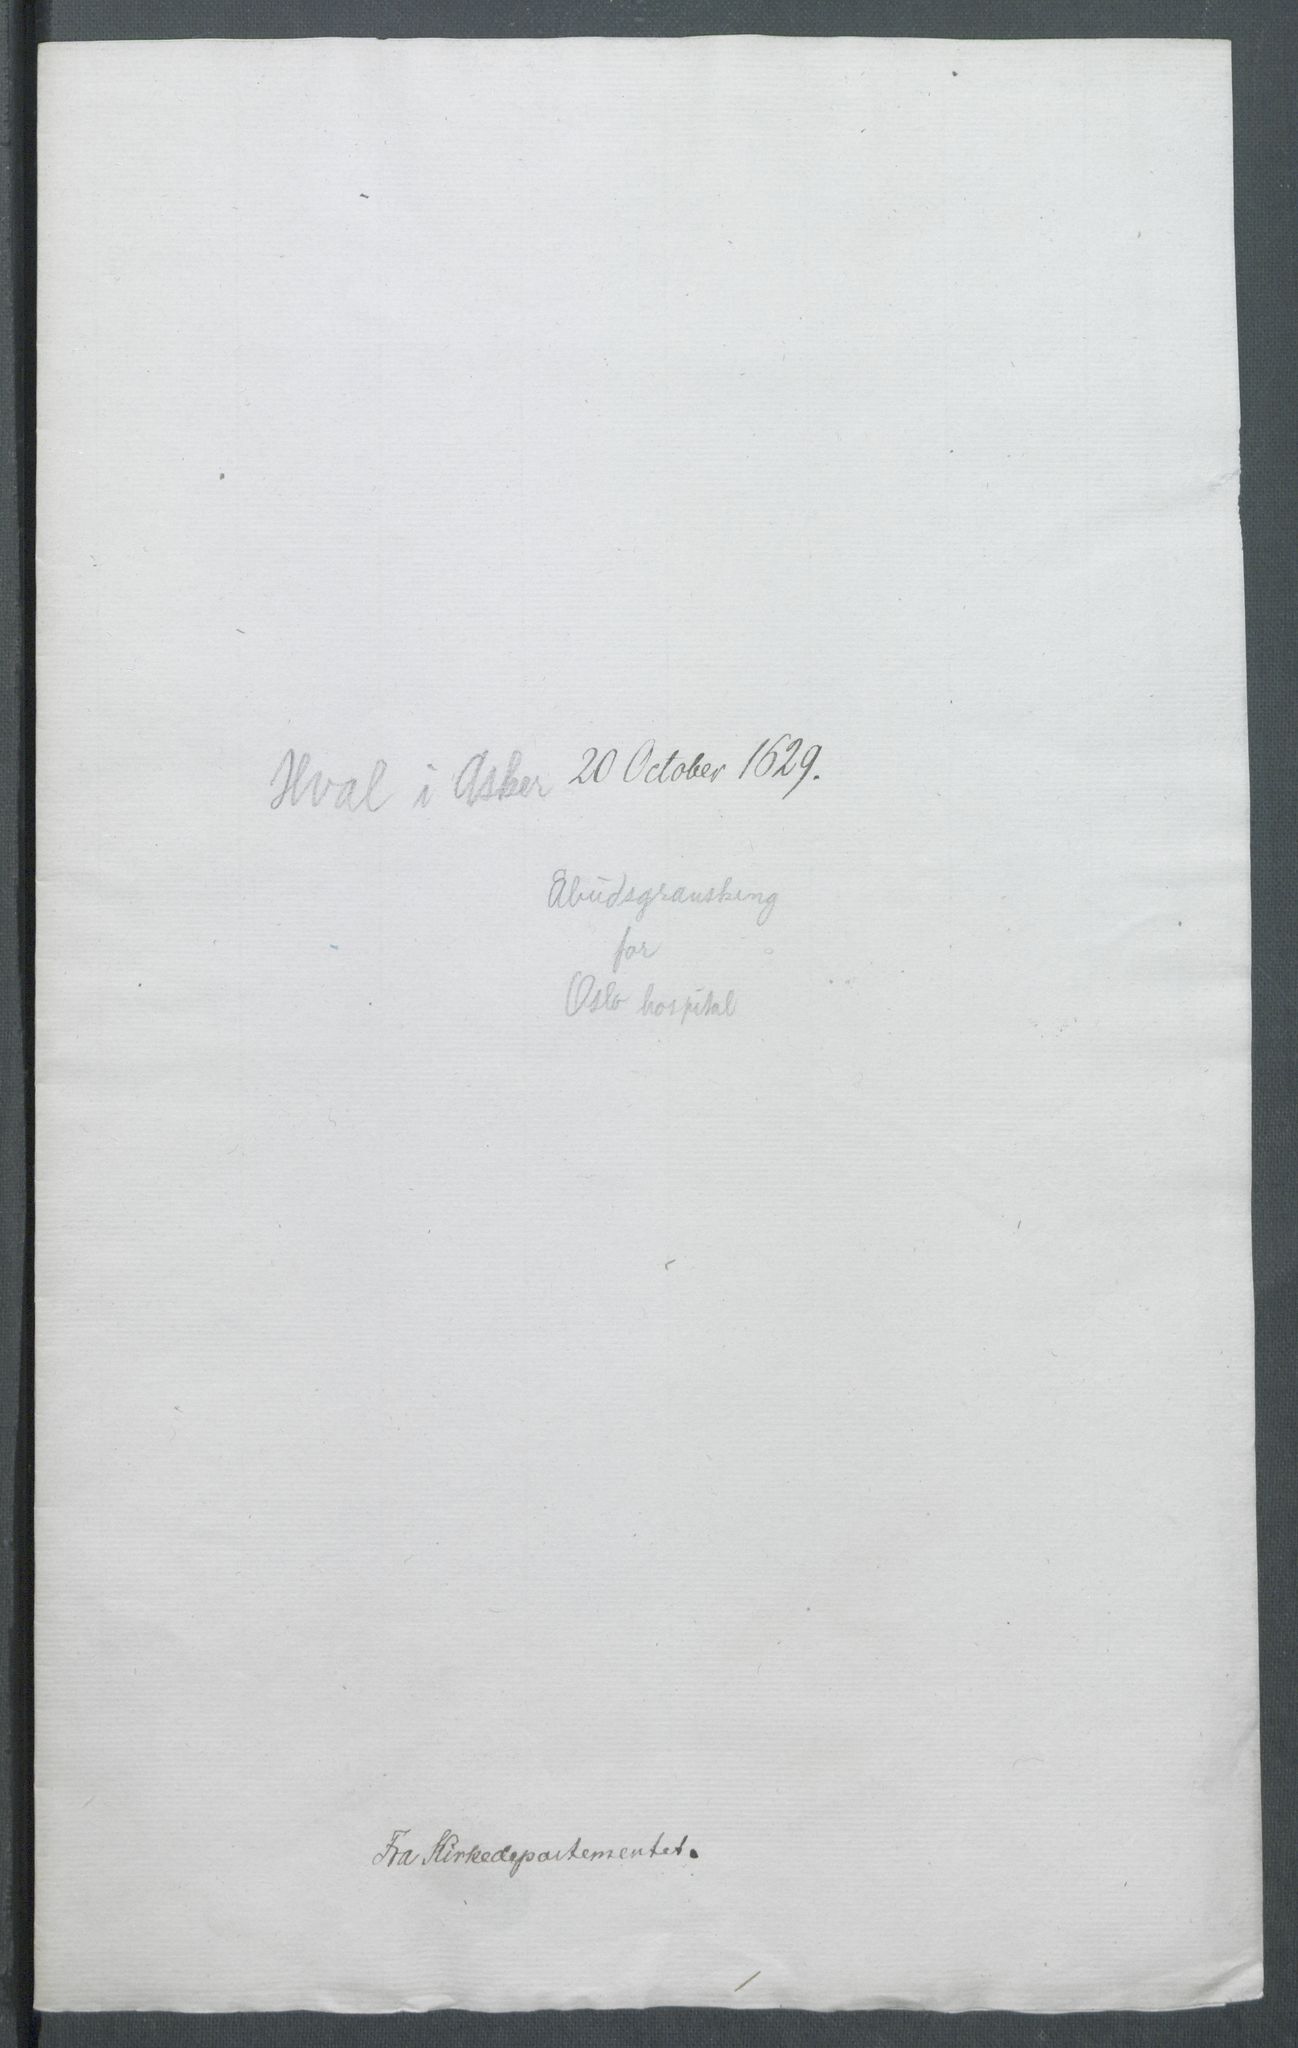 Hval i Asker 20 October 1629.
Åbudsgransking
for
Oslo hospital
Fra Kirkedepartementet.